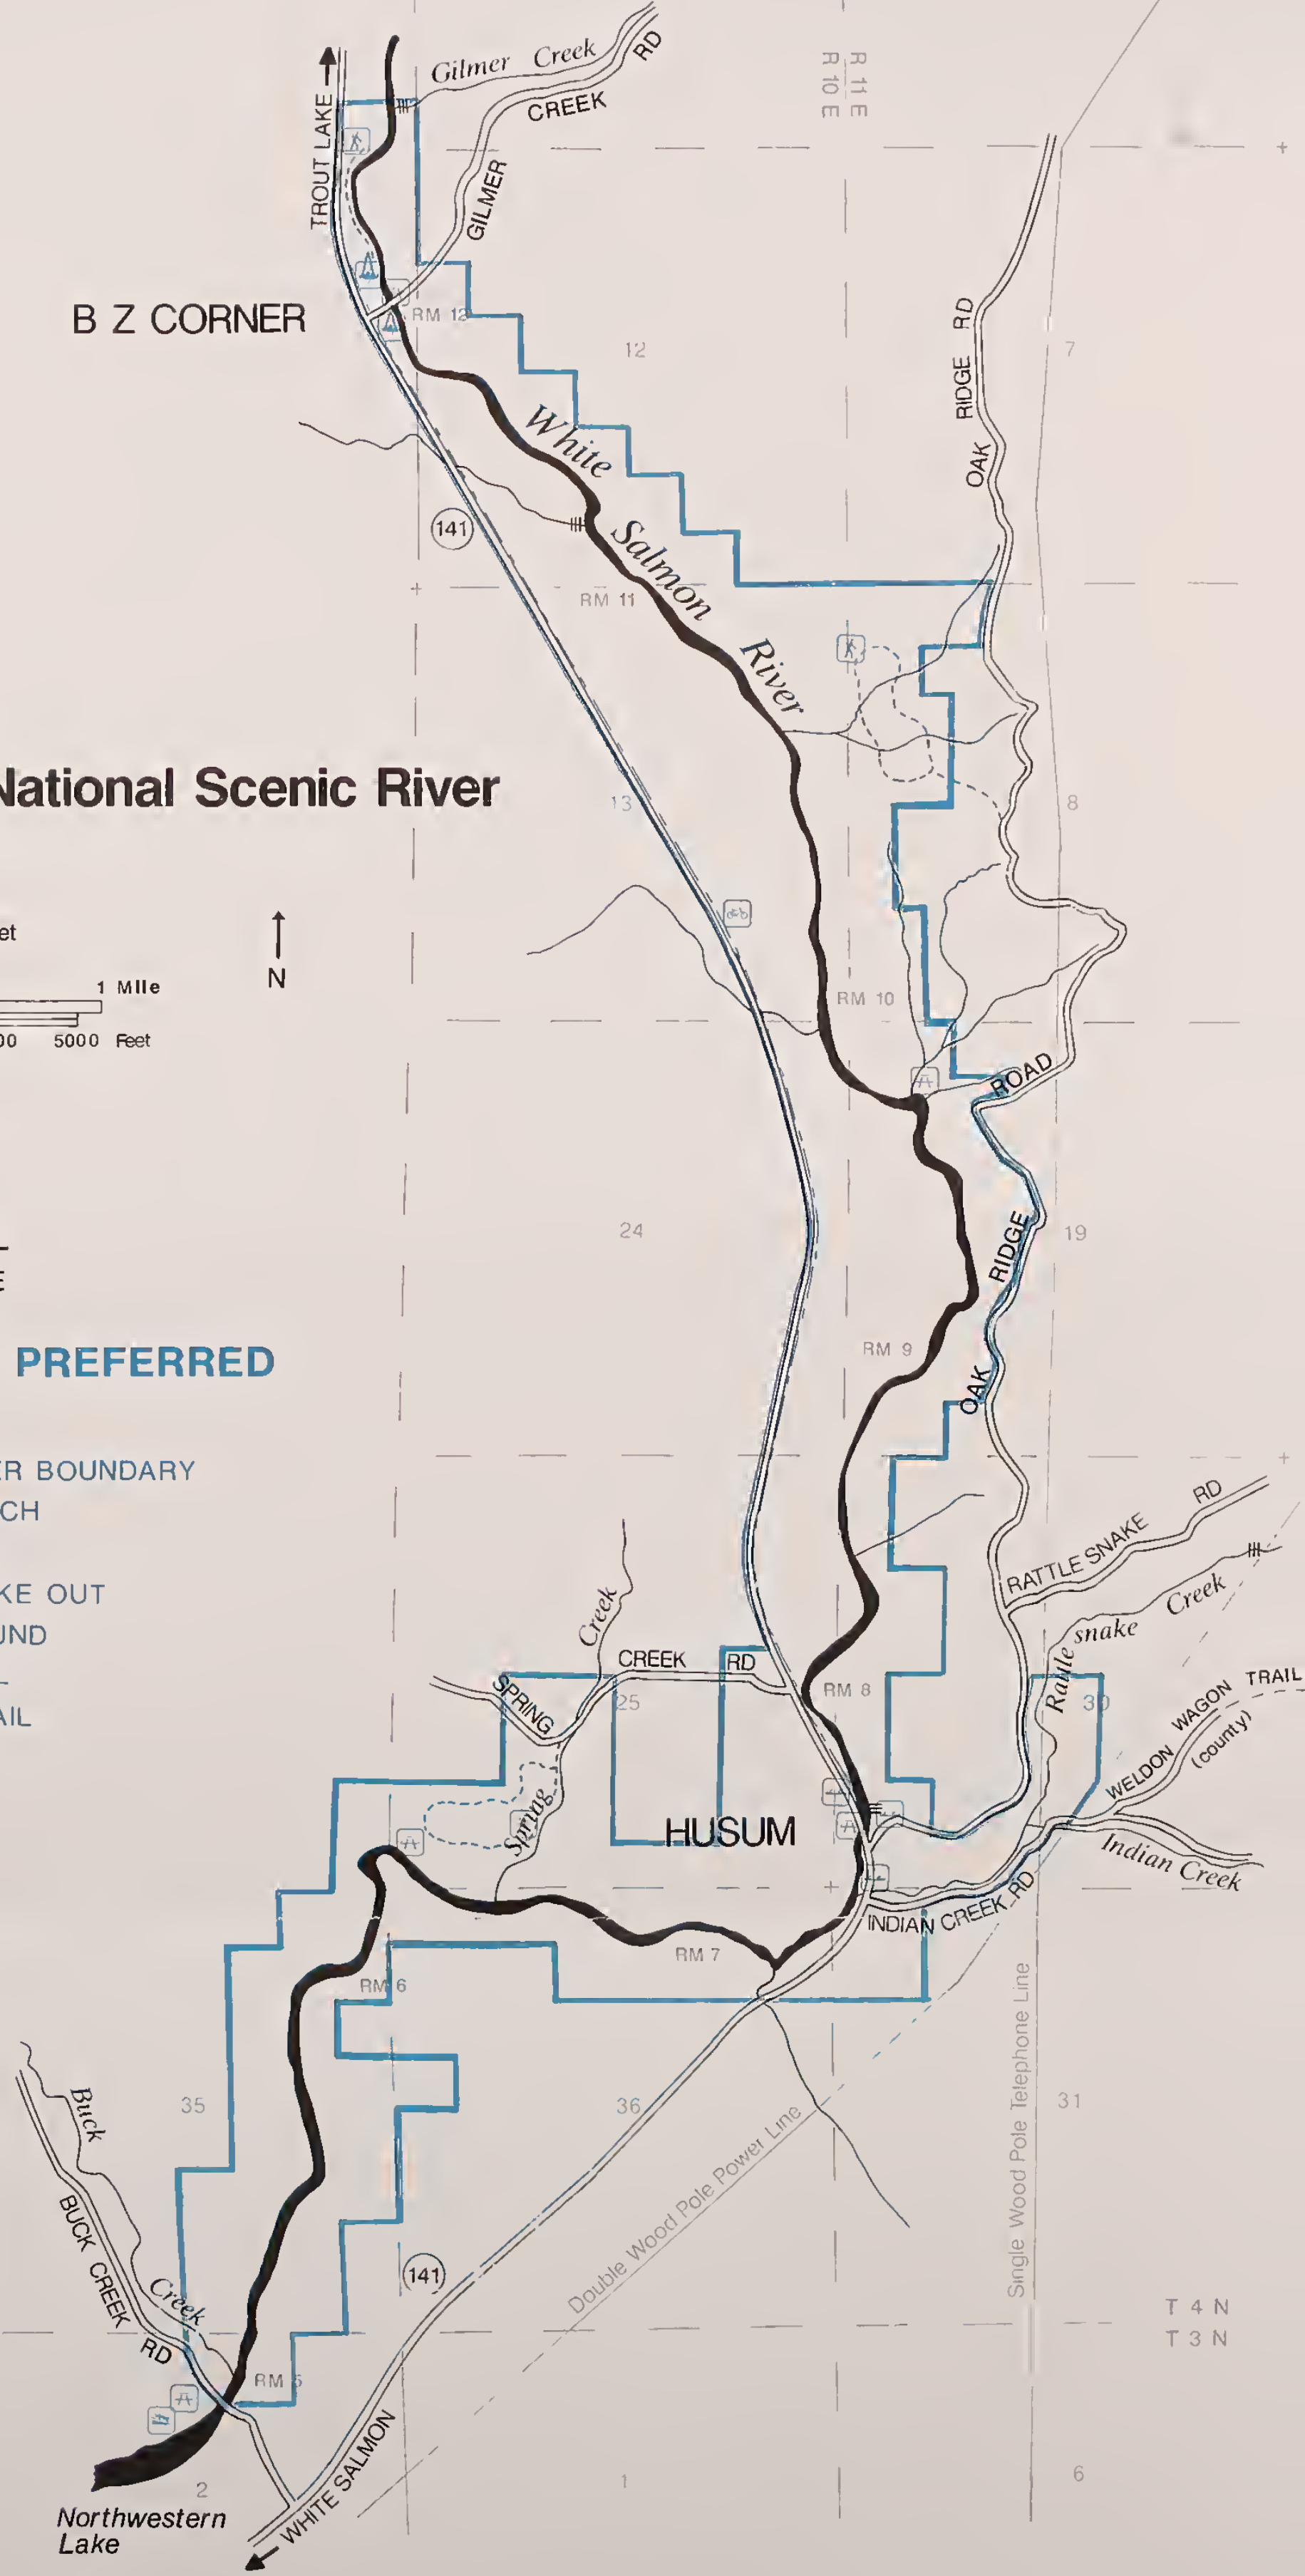 Gilmer Creek
GILMER CREEK RD
TROUT LAKE
R 10 E
R 11 E
B Z CORNER
RM 12
12
7
OAK RIDGE RD
White Salmon River
141
RM 11
National Scenic River
13
8
et
N
1 Mile
5000 Feet
RM 10
OAK RIDGE ROAD
24
19
RM 9
PREFERRED
ER BOUNDARY
CH
KE OUT
UND
AIL
RATTLE SNAKE RD
Rattle snake Creek
Spring Creek
SPRING CREEK RD
25
RM 8
30
WELDON WAGON TRAIL
(county)
HUSUM
Indian Creek
INDIAN CREEK RD
RM 7
RM 6
Buck Creek
BUCK CREEK RD
35
36
31
Double Wood Pole Power Line
Single Wood Pole Telephone Line
141
T 4 N
T 3 N
RM 5
WHITE SALMON
2
1
6
Northwestern
Lake